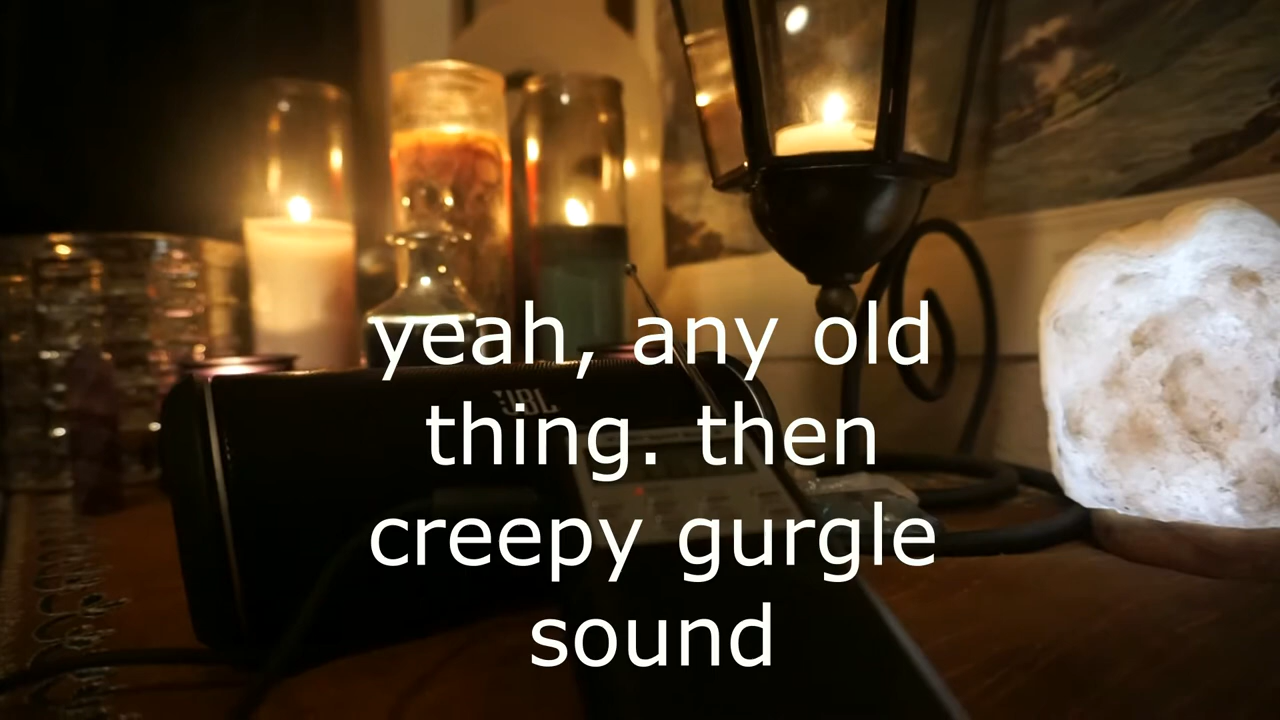 JBL
yeah, any old
thing. then
creepy gurgle
sound